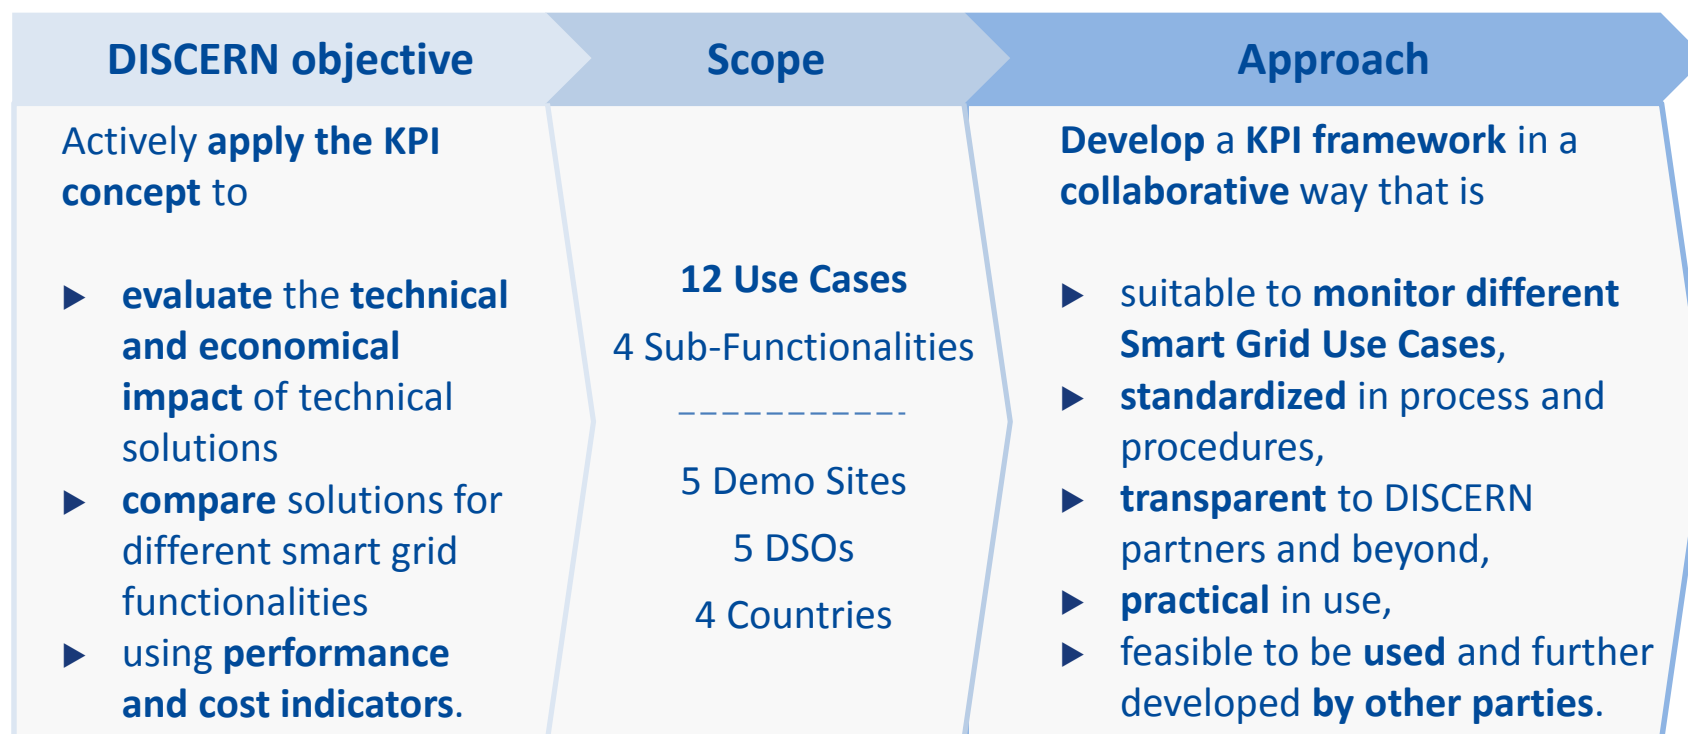 DISCERN objective
Actively apply the KPI
concept to
evaluate the technical
and economical
impact of technical
solutions
compare solutions for
different smart grid
functionalities
using performance
and cost indicators.
Scope
12 Use Cases
4 Sub-Functionalities
5 Demo Sites
5 DSOs
4 Countries
Approach
Develop a KPI framework in a
collaborative way that is
suitable to monitor different
Smart Grid Use Cases,
standardized in process and
procedures,
transparent to DISCERN
partners and beyond,
practical in use,
feasible to be used and further
developed by other parties.